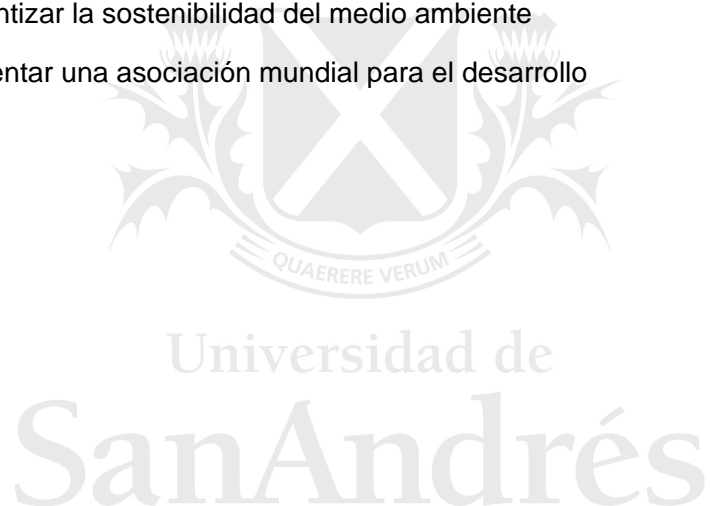 ntizar la sostenibilidad del medio ambiente
entar una asociación mundial para el desarrollo
QUAERERE VERUM
Universidad de
SanAndrés